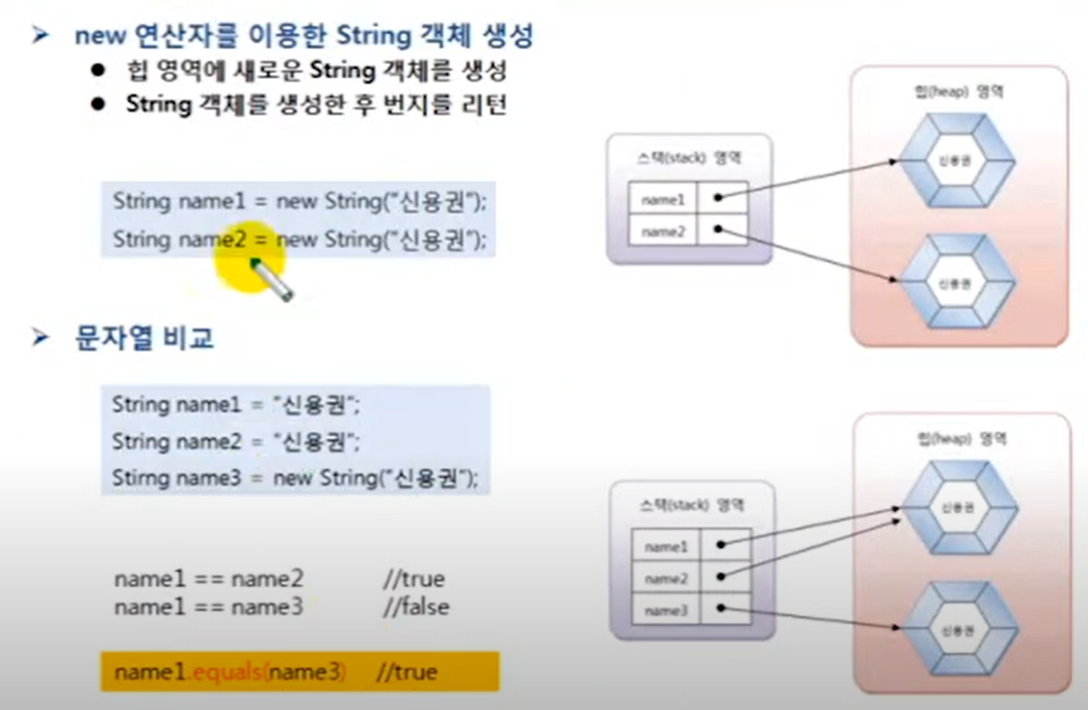 new 연산자를 이용한 String 객체 생성
힙 영역에 새로운 String 객체를 생성
String 객체를 생성한 후 번지를 리턴
String name1 = new String("신용권");
String name2 = new String("신용권");
힙(heap) 영역
스택(stack) 영역
신용권
name1
name2
신용권
문자열 비교
String name1 = "신용권";
String name2 = "신용권";
Stirng name3 = new String("신용권");
name1 == name2 //true
name1 == name3 //false
name1.equals(name3) //true
힙(heap) 영역
스택(stack) 영역
신용권
name1
name2
name3
신용권